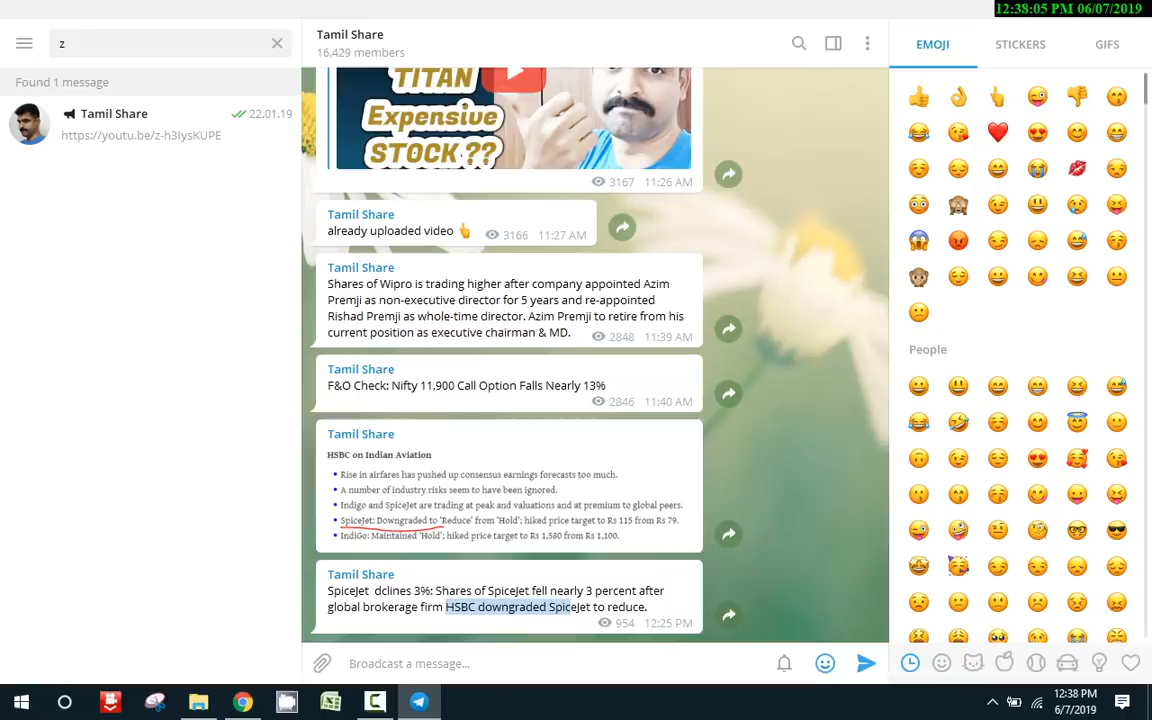 12:38:05 PM 06/07/2019
z
Found 1 message
Tamil Share
22.01.19
https://youtu.be/z-h3IysKUPE
Tamil Share
16,429 members
TITAN
Expensive
STOCK??
3167 11:26 AM
Tamil Share
already uploaded video
3166 11:27 AM
Tamil Share
Shares of Wipro is trading higher after company appointed Azim
Premji as non-executive director for 5 years and re-appointed
Rishad Premji as whole-time director. Azim Premji to retire from his
current position as executive chairman & MD.
2848 11:39 AM
Tamil Share
F&O Check: Nifty 11,900 Call Option Falls Nearly 13%
2846 11:40 AM
Tamil Share
HSBC on Indian Aviation
• Rise in airfares has pushed up consensus earnings forecasts too much.
• A number of industry risks seem to have been ignored.
• Indigo and SpiceJet are trading at peak and valuations and at premium to global peers.
• SpiceJet: Downgraded to 'Reduce' from 'Hold'; hiked price target to Rs 115 from Rs 79.
• IndiGo: Maintained 'Hold'; hiked price target to Rs 1,580 from Rs 1,100.
Tamil Share
SpiceJet dclines 3%: Shares of SpiceJet fell nearly 3 percent after
global brokerage firm HSBC downgraded SpiceJet to reduce.
954 12:25 PM
Broadcast a message...
EMOJI STICKERS GIFS
People
12:38 PM
6/7/2019